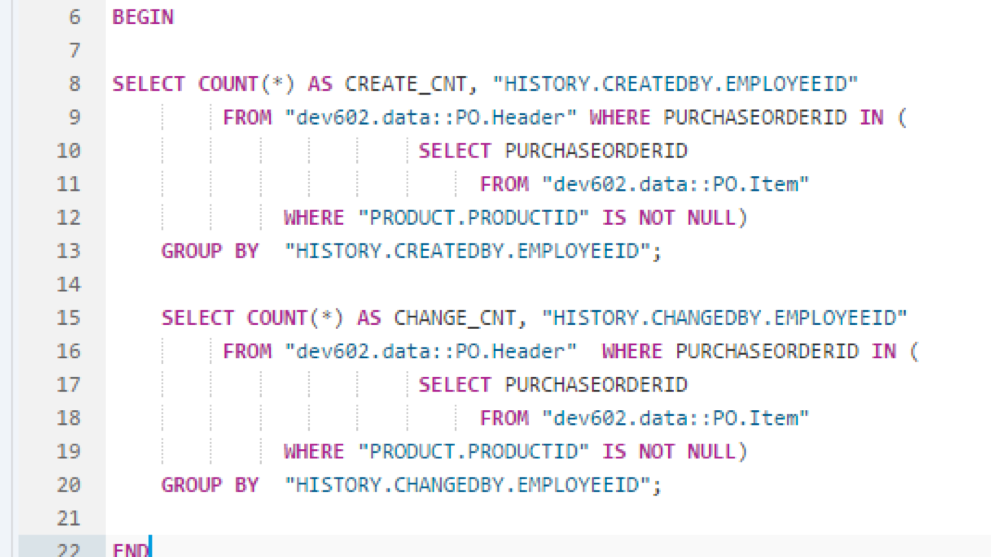 6 BEGIN
7
8 SELECT COUNT(*) AS CREATE_CNT, "HISTORY.CREATEDBY.EMPLOYEEID"
9 FROM "dev602.data::PO.Header" WHERE PURCHASEORDERID IN (
10 SELECT PURCHASEORDERID
11 FROM "dev602.data::PO.Item"
12 WHERE "PRODUCT.PRODUCTID" IS NOT NULL)
13 GROUP BY "HISTORY.CREATEDBY.EMPLOYEEID";
14
15 SELECT COUNT(*) AS CHANGE_CNT, "HISTORY.CHANGEDBY.EMPLOYEEID"
16 FROM "dev602.data::PO.Header" WHERE PURCHASEORDERID IN (
17 SELECT PURCHASEORDERID
18 FROM "dev602.data::PO.Item"
19 WHERE "PRODUCT.PRODUCTID" IS NOT NULL)
20 GROUP BY "HISTORY.CHANGEDBY.EMPLOYEEID";
21
22 END